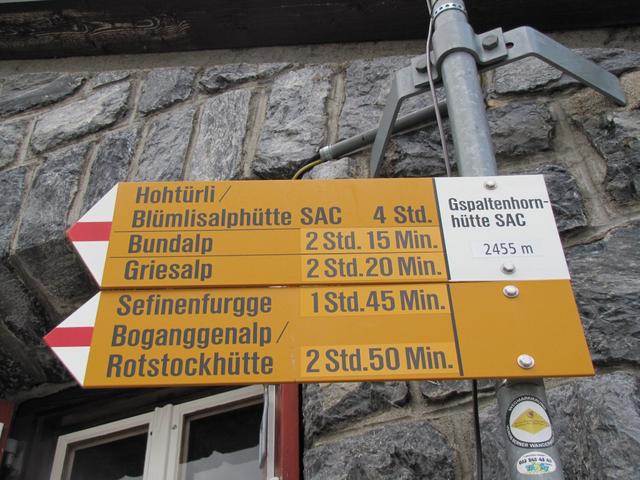 Hohtürli /
Blümlisalphütte SAC 4 Std.
Bundalp 2 Std. 15 Min.
Griesalp 2 Std. 20 Min.
Gspaltenhorn-
hütte SAC
2455 m
Sefinenfurgge 1 Std. 45 Min.
Boganggenalp /
Rotstockhütte 2 Std. 50 Min.